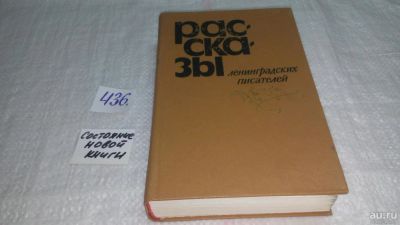 рас-
ска-
зы
ленинградских
писателей
436.
Состояние
новой
книги
au.ru